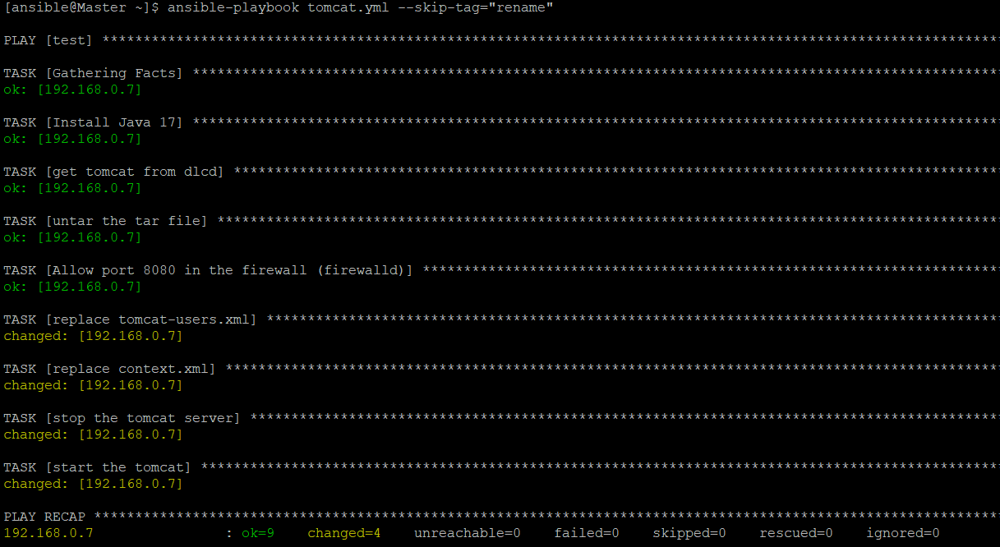 [ansible@Master ~]$ ansible-playbook tomcat.yml --skip-tag="rename"
PLAY [test] *************************************************************************************************************
TASK [Gathering Facts] **************************************************************************************************
ok: [192.168.0.7]
TASK [Install Java 17] **************************************************************************************************
ok: [192.168.0.7]
TASK [get tomcat from dlcd] *********************************************************************************************
ok: [192.168.0.7]
TASK [untar the tar file] ***********************************************************************************************
ok: [192.168.0.7]
TASK [Allow port 8080 in the firewall (firewalld)] **********************************************************************
ok: [192.168.0.7]
TASK [replace tomcat-users.xml] *****************************************************************************************
changed: [192.168.0.7]
TASK [replace context.xml] **********************************************************************************************
changed: [192.168.0.7]
TASK [stop the tomcat server] *******************************************************************************************
changed: [192.168.0.7]
TASK [start the tomcat] *************************************************************************************************
changed: [192.168.0.7]
PLAY RECAP **************************************************************************************************************
192.168.0.7                : ok=9    changed=4    unreachable=0    failed=0    skipped=0    rescued=0    ignored=0